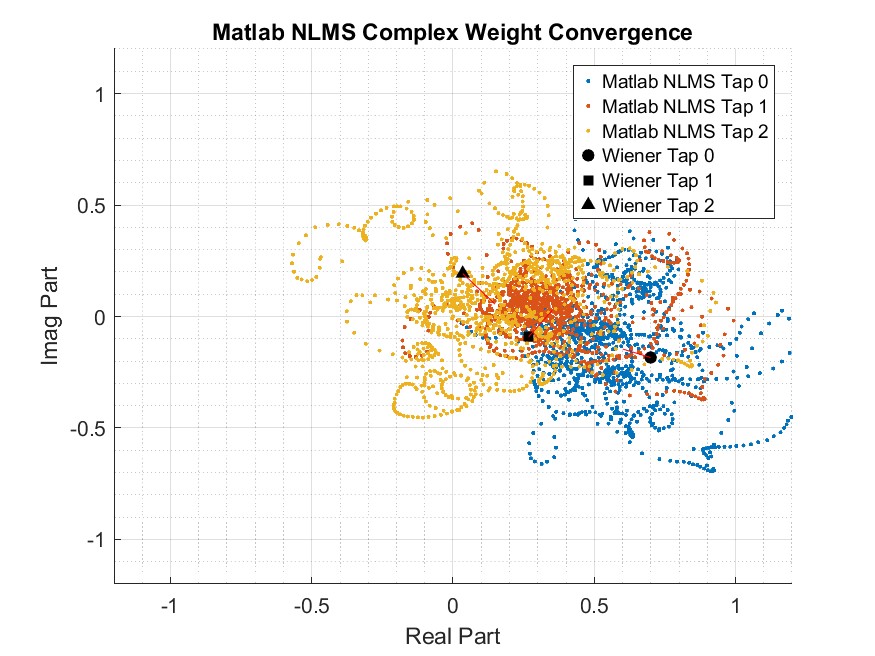 Matlab NLMS Complex Weight Convergence
Matlab NLMS Tap 0
Matlab NLMS Tap 1
Matlab NLMS Tap 2
Wiener Tap 0
Wiener Tap 1
Wiener Tap 2
1
0.5
0
-0.5
-1
Imag Part
-1
-0.5
0
0.5
1
Real Part